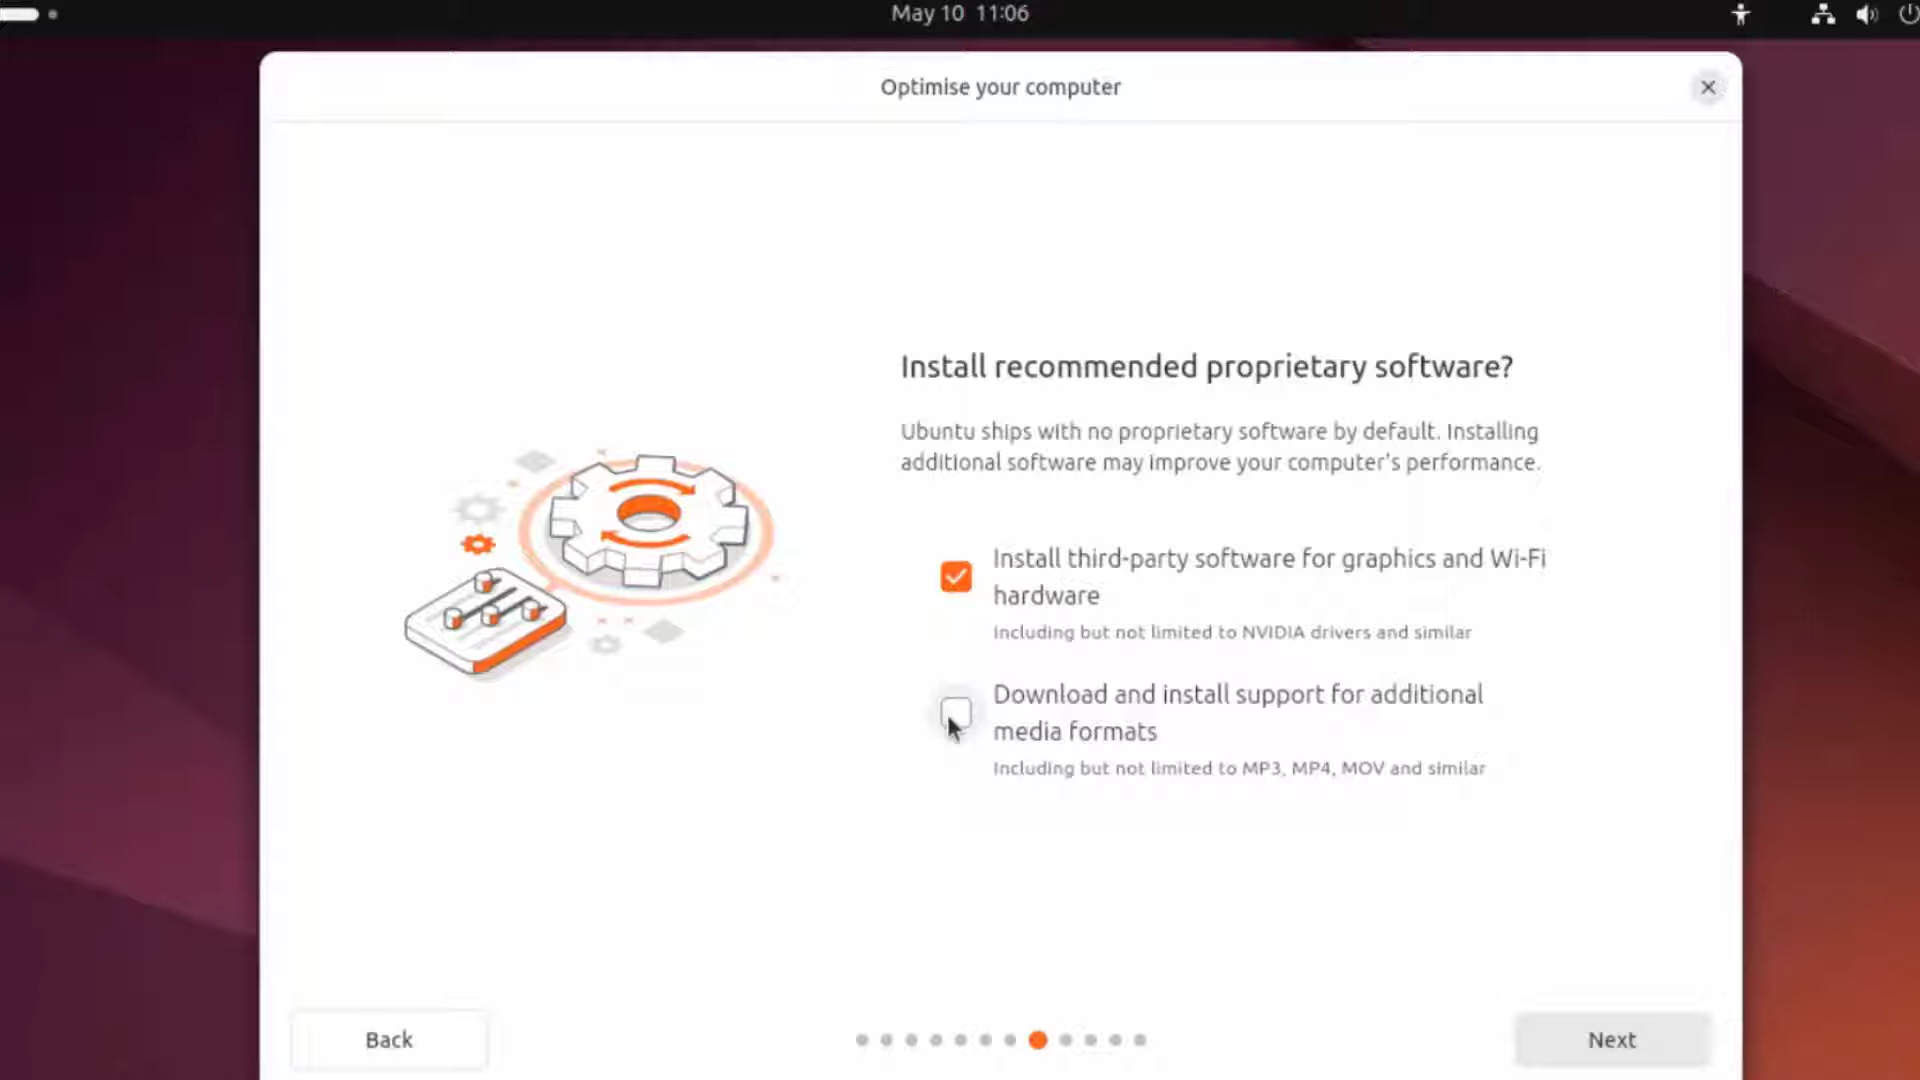 May 10 11:06
Optimise your computer
Install recommended proprietary software?
Ubuntu ships with no proprietary software by default. Installing
additional software may improve your computer's performance.
Install third-party software for graphics and Wi-Fi
hardware
Including but not limited to NVIDIA drivers and similar
Download and install support for additional
media formats
Including but not limited to MP3, MP4, MOV and similar
Back
Next